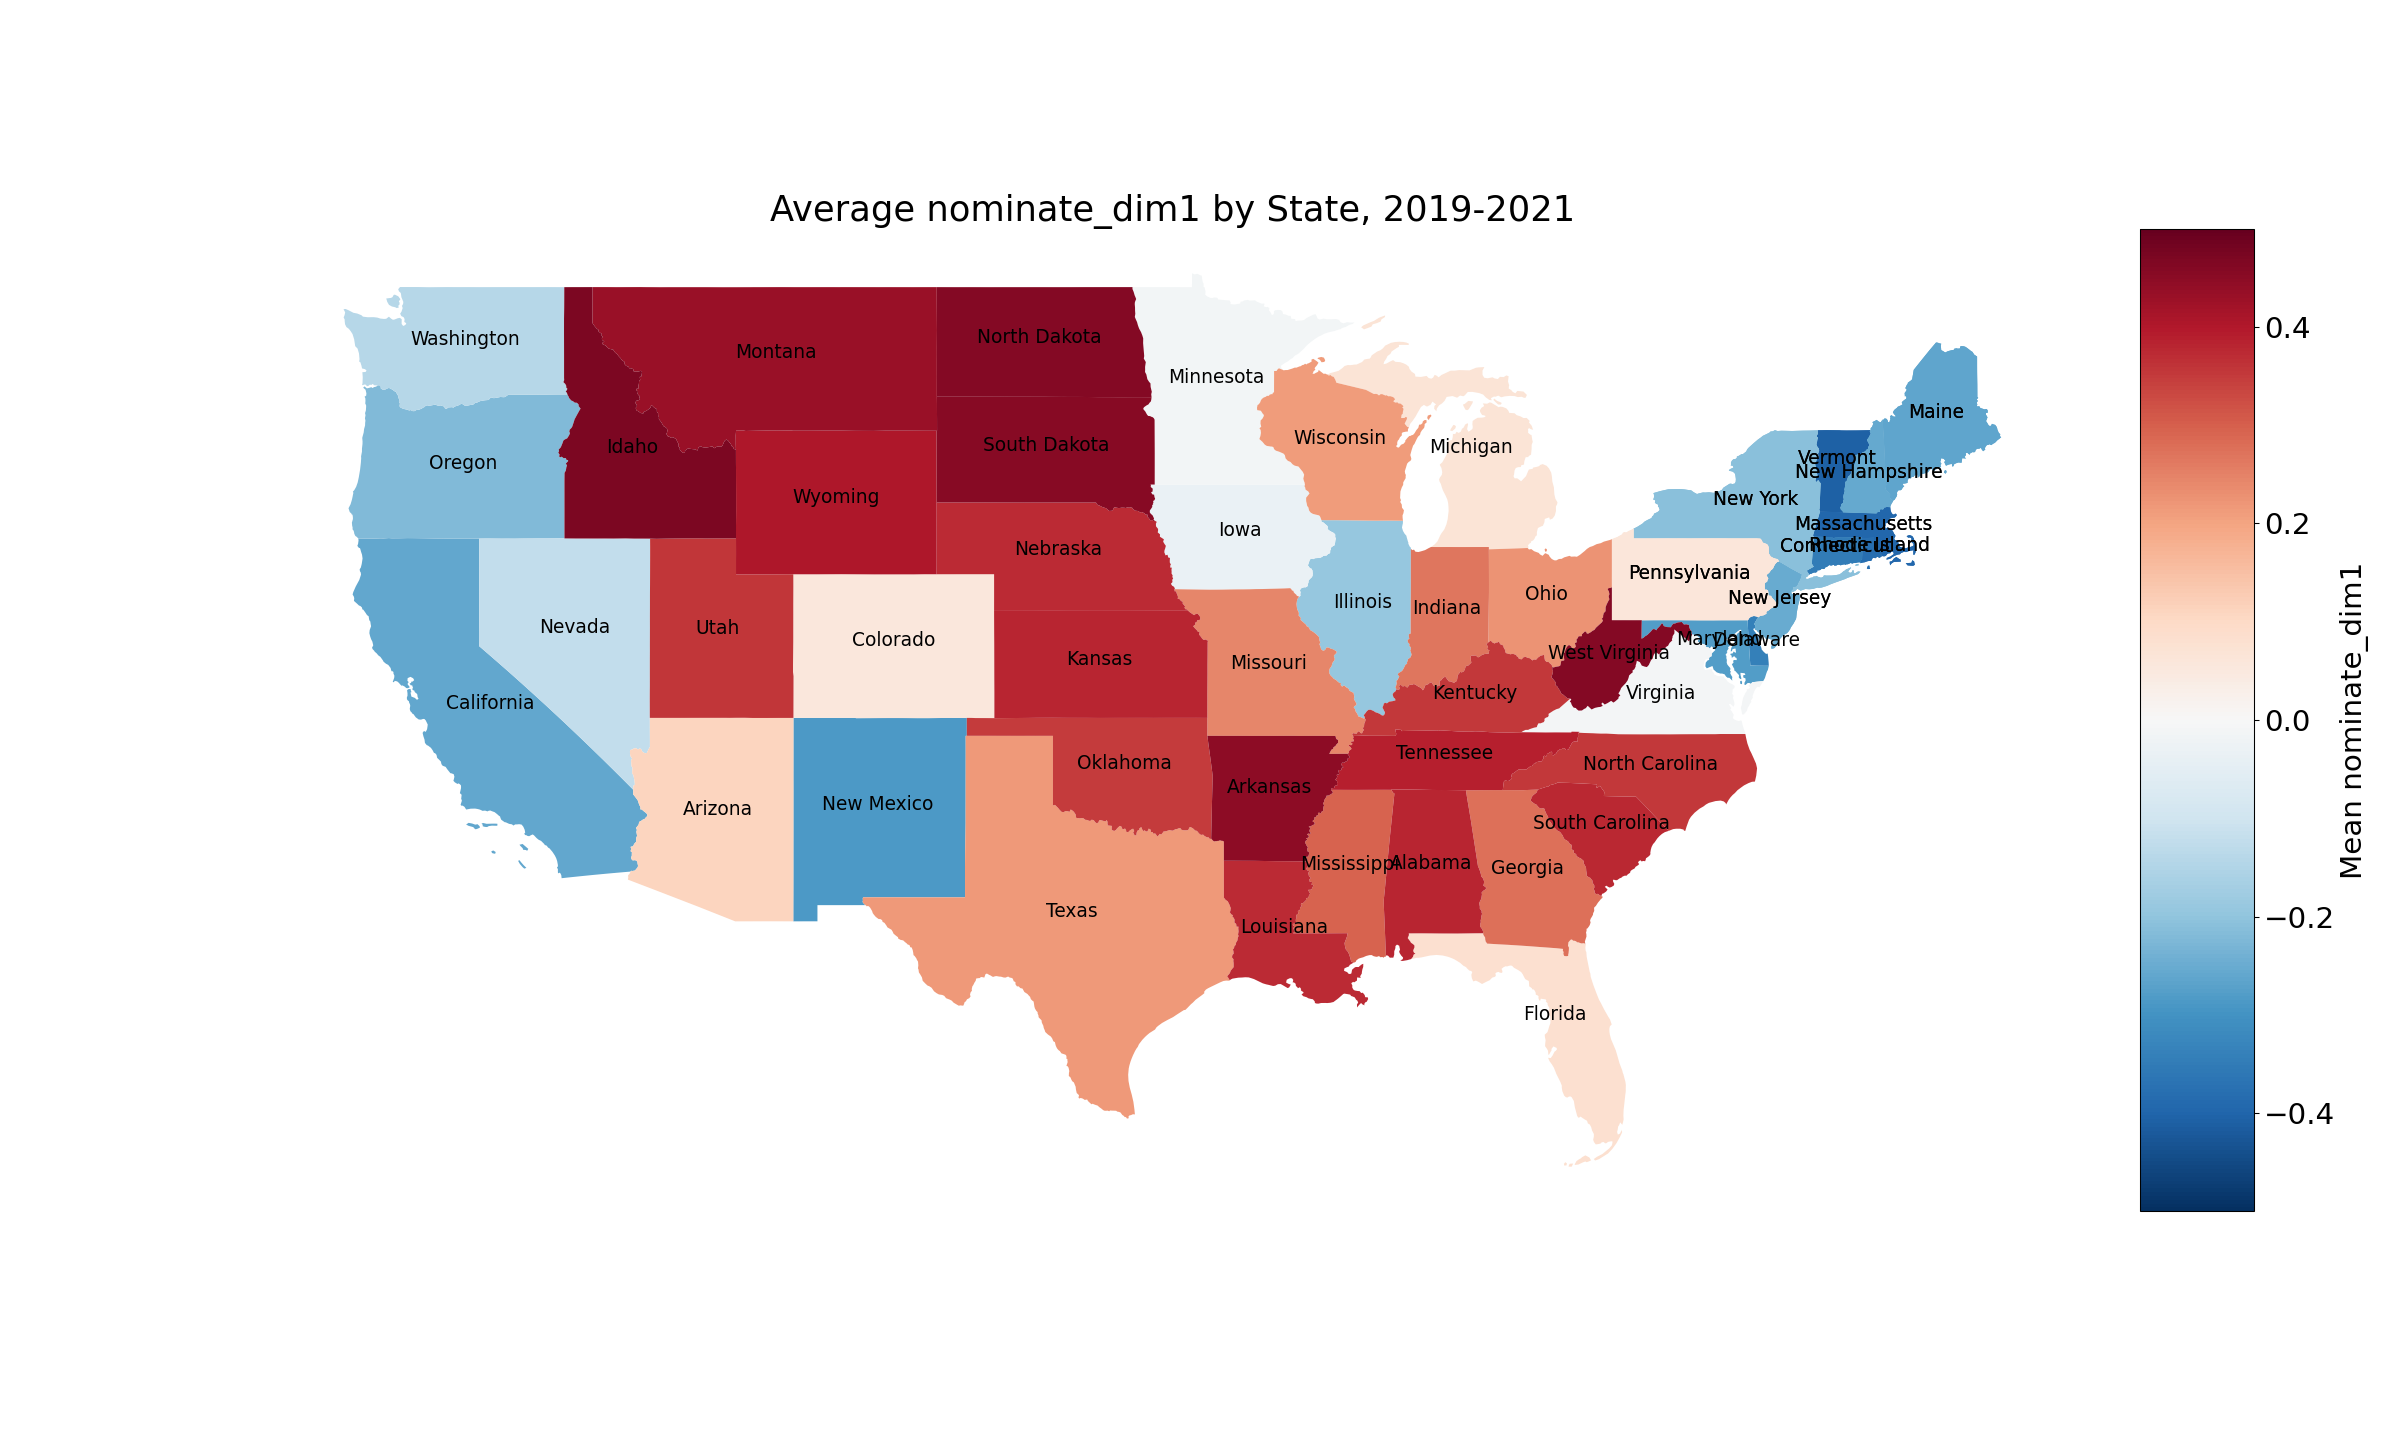 Average nominate_dim1 by State, 2019-2021
Washington
Montana
North Dakota
Minnesota
Maine
Oregon
Idaho
South Dakota
Wisconsin
Michigan
Vermont
New Hampshire
Wyoming
New York
Iowa
Massachusetts
Nebraska
Connecticut
Rhode Island
Pennsylvania
Nevada
Utah
Colorado
Illinois
Indiana
Ohio
New Jersey
Kansas
Missouri
West Virginia
Maryland
Delaware
California
Kentucky
Virginia
Arizona
New Mexico
Oklahoma
Arkansas
Tennessee
North Carolina
South Carolina
Mississippi
Alabama
Georgia
Texas
Louisiana
Florida
0.4
0.2
0.0
−0.2
−0.4
Mean nominate_dim1